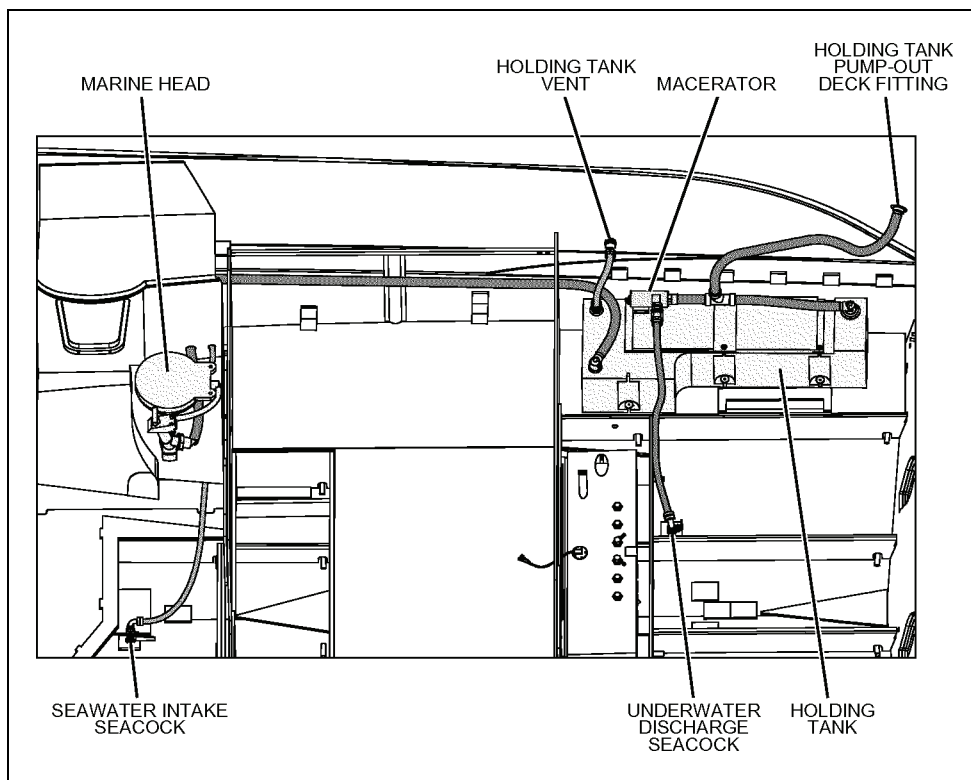 MARINE HEAD
HOLDING TANK
VENT
MACERATOR
HOLDING TANK
PUMP-OUT
DECK FITTING
SEAWATER INTAKE
SEACOCK
UNDERWATER
DISCHARGE
SEACOCK
HOLDING
TANK